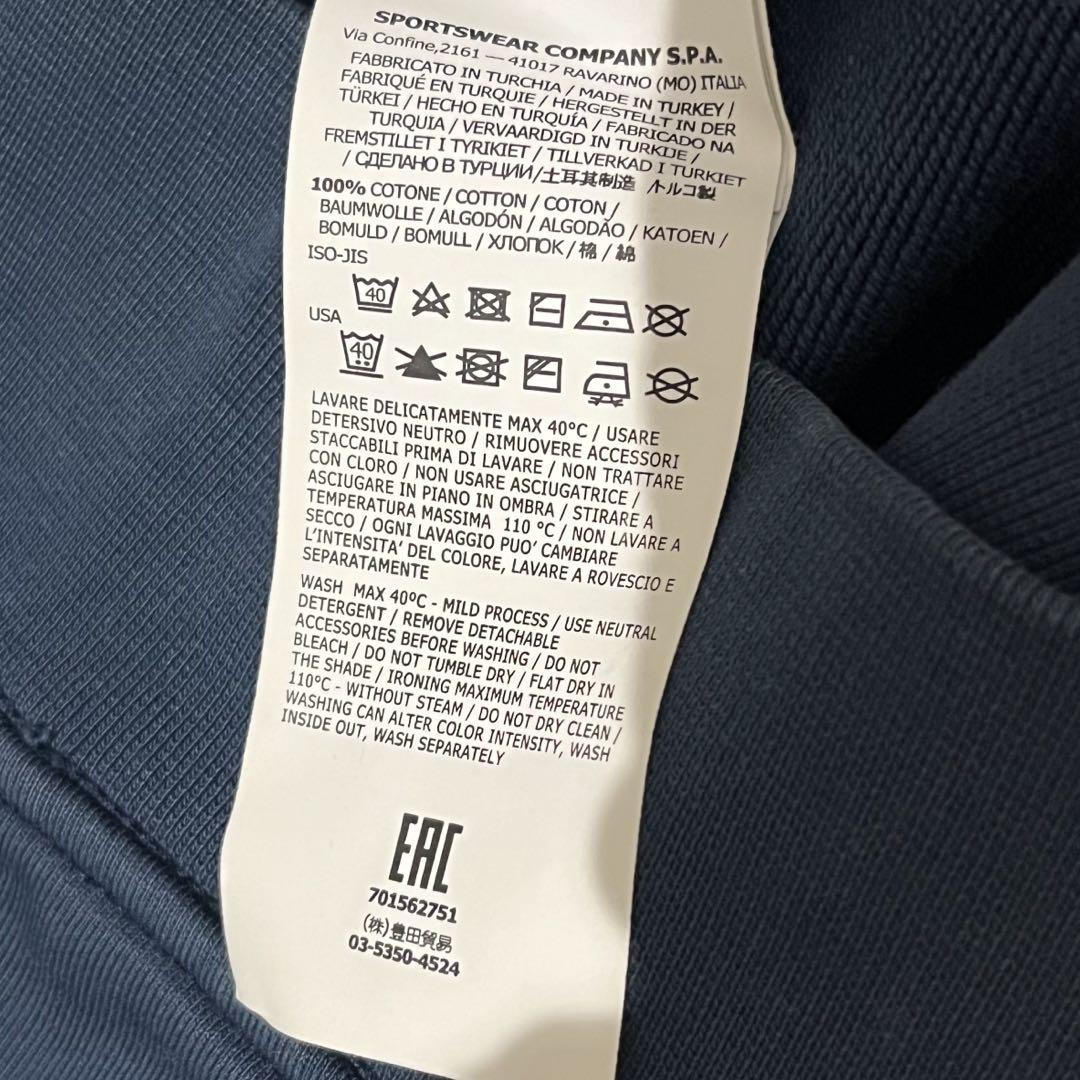 SPORTSWEAR COMPANY S.P.A.
Via Confine,2161 — 41017 RAVARINO (MO) ITALIA
FABBRICATO IN TURCHIA / MADE IN TURKEY /
FABRIQUÉ EN TURQUIE / HERGESTELLT IN DER
TÜRKEI / HECHO EN TURQUÍA / FABRICADO NA
TURQUIA / VERVAARDIGD IN TURKIJE /
FREMSTILLET I TYRIKIET / TILLVERKAD I TURKIET
/ СДЕЛАНО В ТУРЦИИ/土耳其制造 トルコ製
100% COTONE / COTTON / COTON /
BAUMWOLLE / ALGODÓN / ALGODÃO / KATOEN /
BOMULD / BOMULL / ХЛОПОК / 棉 / 綿
ISO-JIS
40
USA
40
LAVARE DELICATAMENTE MAX 40°C / USARE
DETERSIVO NEUTRO / RIMUOVERE ACCESSORI
STACCABILI PRIMA DI LAVARE / NON TRATTARE
CON CLORO / NON USARE ASCIUGATRICE /
ASCIUGARE IN PIANO IN OMBRA / STIRARE A
TEMPERATURA MASSIMA 110 °C / NON LAVARE A
SECCO / OGNI LAVAGGIO PUO' CAMBIARE
L'INTENSITA' DEL COLORE, LAVARE A ROVESCIO E
SEPARATAMENTE
WASH MAX 40°C - MILD PROCESS / USE NEUTRAL
DETERGENT / REMOVE DETACHABLE
ACCESSORIES BEFORE WASHING / DO NOT
BLEACH / DO NOT TUMBLE DRY / FLAT DRY IN
THE SHADE / IRONING MAXIMUM TEMPERATURE
110°C - WITHOUT STEAM / DO NOT DRY CLEAN /
WASHING CAN ALTER COLOR INTENSITY, WASH
INSIDE OUT, WASH SEPARATELY
EAC
701562751
(株)豊田貿易
03-5350-4524